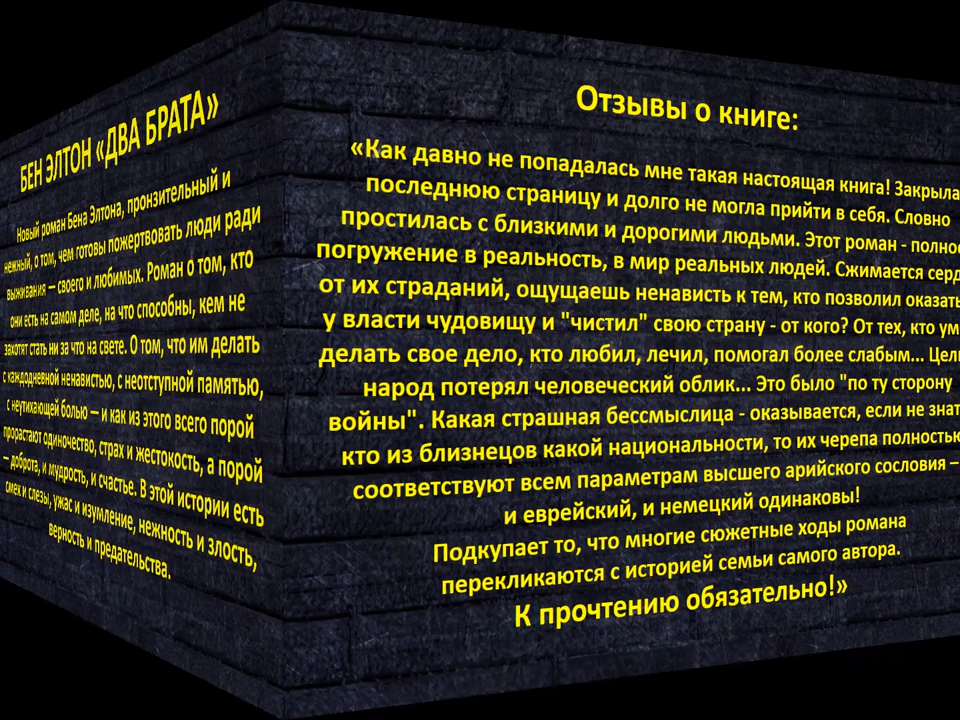 БЕН ЭЛТОН «ДВА БРАТА»
Новый роман Бена Элтона, пронзительный и
нежный, о том, чем готовы пожертвовать люди ради
выживания — своего и любимых. Роман о том, кто
они есть на самом деле, на что способны, кем не
захотят стать ни за что на свете. О том, что им делать
с каждодневной ненавистью, с неотступной памятью,
с неутихающей болью — и как из этого всего порой
прорастают одиночество, страх и жестокость, а порой
— доброта, и мудрость, и счастье. В этой истории есть
смех и слезы, ужас и изумление, нежность и злость,
верность и предательства.
Отзывы о книге:
«Как давно не попадалась мне такая настоящая книга! Закрыла
последнюю страницу и долго не могла прийти в себя. Словно
простилась с близкими и дорогими людьми. Этот роман - полное
погружение в реальность, в мир реальных людей. Сжимается серд
от их страданий, ощущаешь ненависть к тем, кто позволил оказать
у власти чудовищу и "чистил" свою страну - от кого? От тех, кто ум
делать свое дело, кто любил, лечил, помогал более слабым... Цел
народ потерял человеческий облик... Это было "по ту сторону
войны". Какая страшная бессмыслица - оказывается, если не знат
кто из близнецов какой национальности, то их черепа полностью
соответствуют всем параметрам высшего арийского сословия –
и еврейский, и немецкий одинаковы!
Подкупает то, что многие сюжетные ходы романа
перекликаются с историей семьи самого автора.
К прочтению обязательно!»